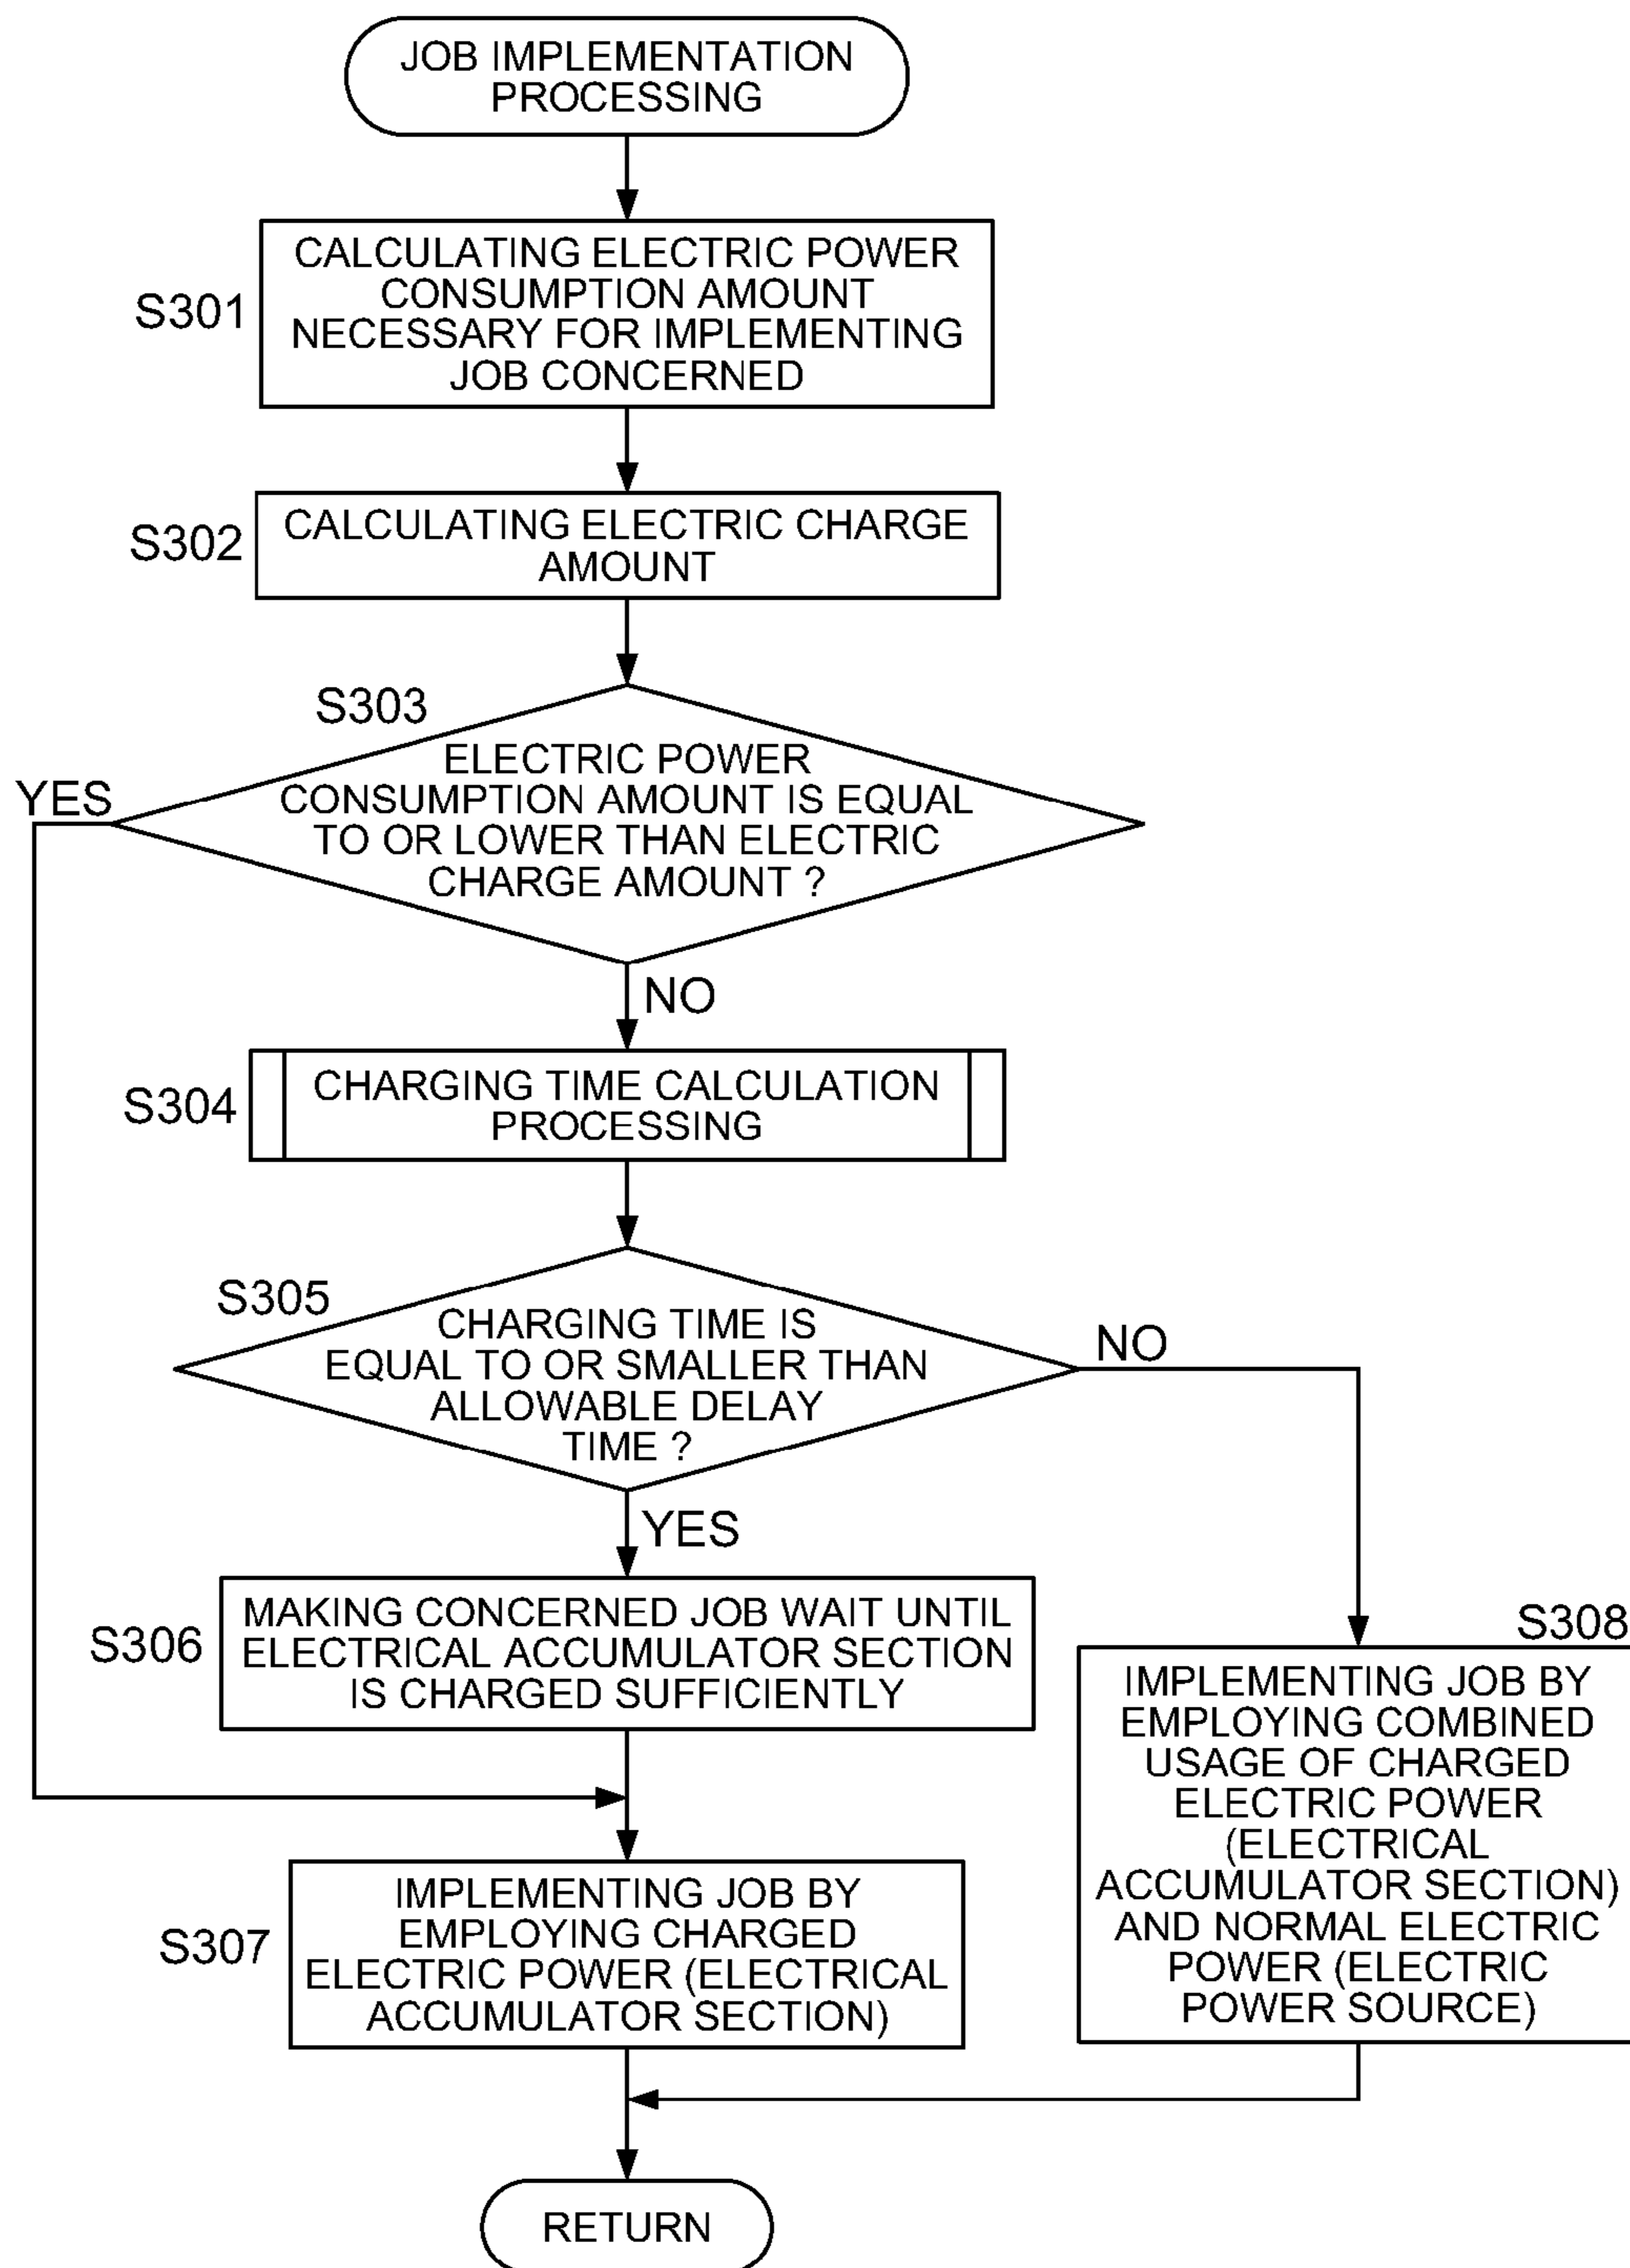 JOB IMPLEMENTATION
PROCESSING
S301
CALCULATING ELECTRIC POWER
CONSUMPTION AMOUNT
NECESSARY FOR IMPLEMENTING
JOB CONCERNED
S302
CALCULATING ELECTRIC CHARGE
AMOUNT
S303
ELECTRIC POWER
CONSUMPTION AMOUNT IS EQUAL
TO OR LOWER THAN ELECTRIC
CHARGE AMOUNT ?
YES
NO
S304
CHARGING TIME CALCULATION
PROCESSING
S305
CHARGING TIME IS
EQUAL TO OR SMALLER THAN
ALLOWABLE DELAY
TIME ?
NO
YES
S306
MAKING CONCERNED JOB WAIT UNTIL
ELECTRICAL ACCUMULATOR SECTION
IS CHARGED SUFFICIENTLY
S308
IMPLEMENTING JOB BY
EMPLOYING COMBINED
USAGE OF CHARGED
ELECTRIC POWER
(ELECTRICAL
ACCUMULATOR SECTION)
AND NORMAL ELECTRIC
POWER (ELECTRIC
POWER SOURCE)
S307
IMPLEMENTING JOB BY
EMPLOYING CHARGED
ELECTRIC POWER (ELECTRICAL
ACCUMULATOR SECTION)
RETURN